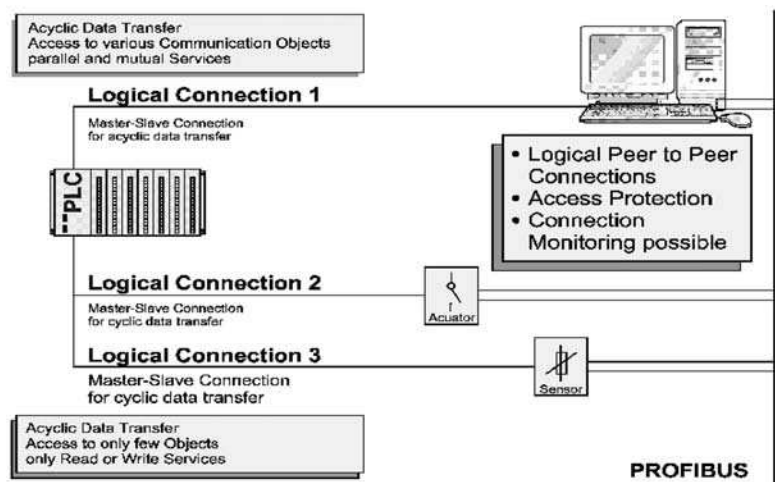 Acyclic Data Transfer
Access to various Communication Objects
parallel and mutual Services
Logical Connection 1
Master-Slave Connection
for acyclic data transfer
PLC
• Logical Peer to Peer
Connections
• Access Protection
• Connection
Monitoring possible
Logical Connection 2
Master-Slave Connection
for cyclic data transfer
Acuator
Logical Connection 3
Master-Slave Connection
for cyclic data transfer
Sensor
Acyclic Data Transfer
Access to only few Objects
only Read or Write Services
PROFIBUS